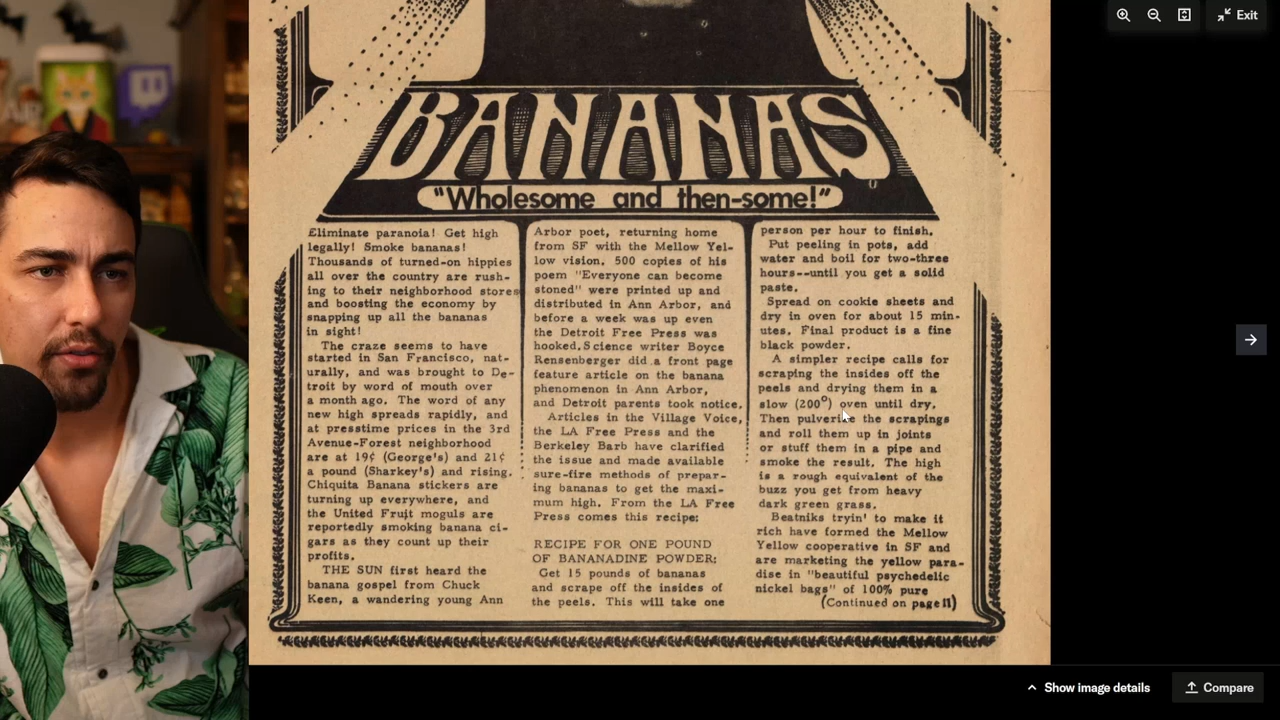 Exit
BANANAS
"Wholesome and then-some!"
Eliminate paranoia! Get high
legally! Smoke bananas!
Thousands of turned-on hippies
all over the country are rush-
ing to their neighborhood stores
and boosting the economy by
snapping up all the bananas
in sight!
The craze seems to have
started in San Francisco, nat-
urally, and was brought to De-
troit by word of mouth over
a month ago. The word of any
new high spreads rapidly, and
at presstime prices in the 3rd
Avenue-Forest neighborhood
are at 19¢ (George's) and 21¢
a pound (Sharkey's) and rising.
Chiquita Banana stickers are
turning up everywhere, and
the United Fruit moguls are
reportedly smoking banana ci-
gars as they count up their
profits.
THE SUN first heard the
banana gospel from Chuck
Keen, a wandering young Ann
Arbor poet, returning home
from SF with the Mellow Yel-
low vision. 500 copies of his
poem "Everyone can become
stoned" were printed up and
distributed in Ann Arbor, and
before a week was up even
the Detroit Free Press was
hooked. Science writer Boyce
Rensenberger did a front page
feature article on the banana
phenomenon in Ann Arbor,
and Detroit parents took notice.
Articles in the Village Voice,
the LA Free Press and the
Berkeley Barb have clarified
the issue and made available
sure-fire methods of prepar-
ing bananas to get the maxi-
mum high. From the LA Free
Press comes this recipe:
RECIPE FOR ONE POUND
OF BANANADINE POWDER:
Get 15 pounds of bananas
and scrape off the insides of
the peels. This will take one
person per hour to finish.
Put peeling in pots, add
water and boil for two-three
hours--until you get a solid
paste.
Spread on cookie sheets and
dry in oven for about 15 min-
utes. Final product is a fine
black powder.
A simpler recipe calls for
scraping the insides off the
peels and drying them in a
slow (200°) oven until dry.
Then pulverize the scrapings
and roll them up in joints
or stuff them in a pipe and
smoke the result. The high
is a rough equivalent of the
buzz you get from heavy
dark green grass.
Beatniks tryin' to make it
rich have formed the Mellow
Yellow cooperative in SF and
are marketing the yellow para-
dise in "beautiful psychedelic
nickel bags" of 100% pure
(Continued on page 11)
Show image details
Compare